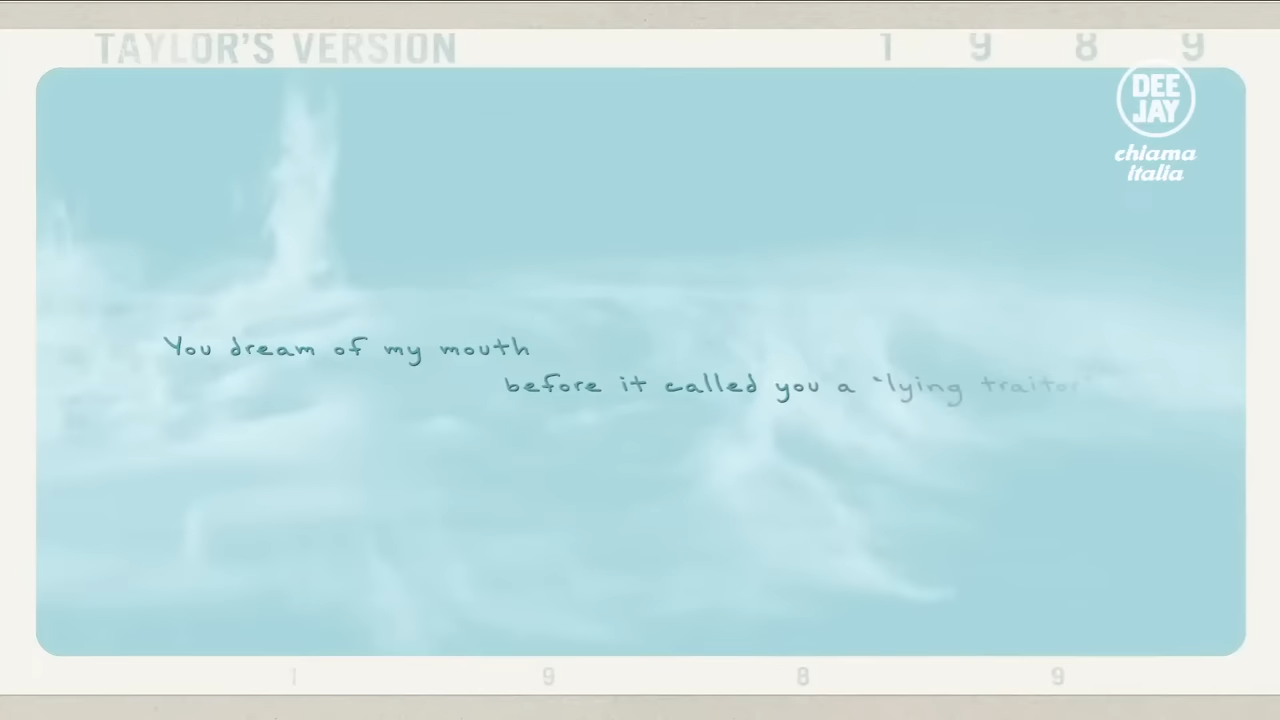 TAYLOR'S VERSION
1 9 8 9
DEE
JAY
chiama
italia
You dream of my mouth
before it called you a "lying traitor"
1 9 8 9